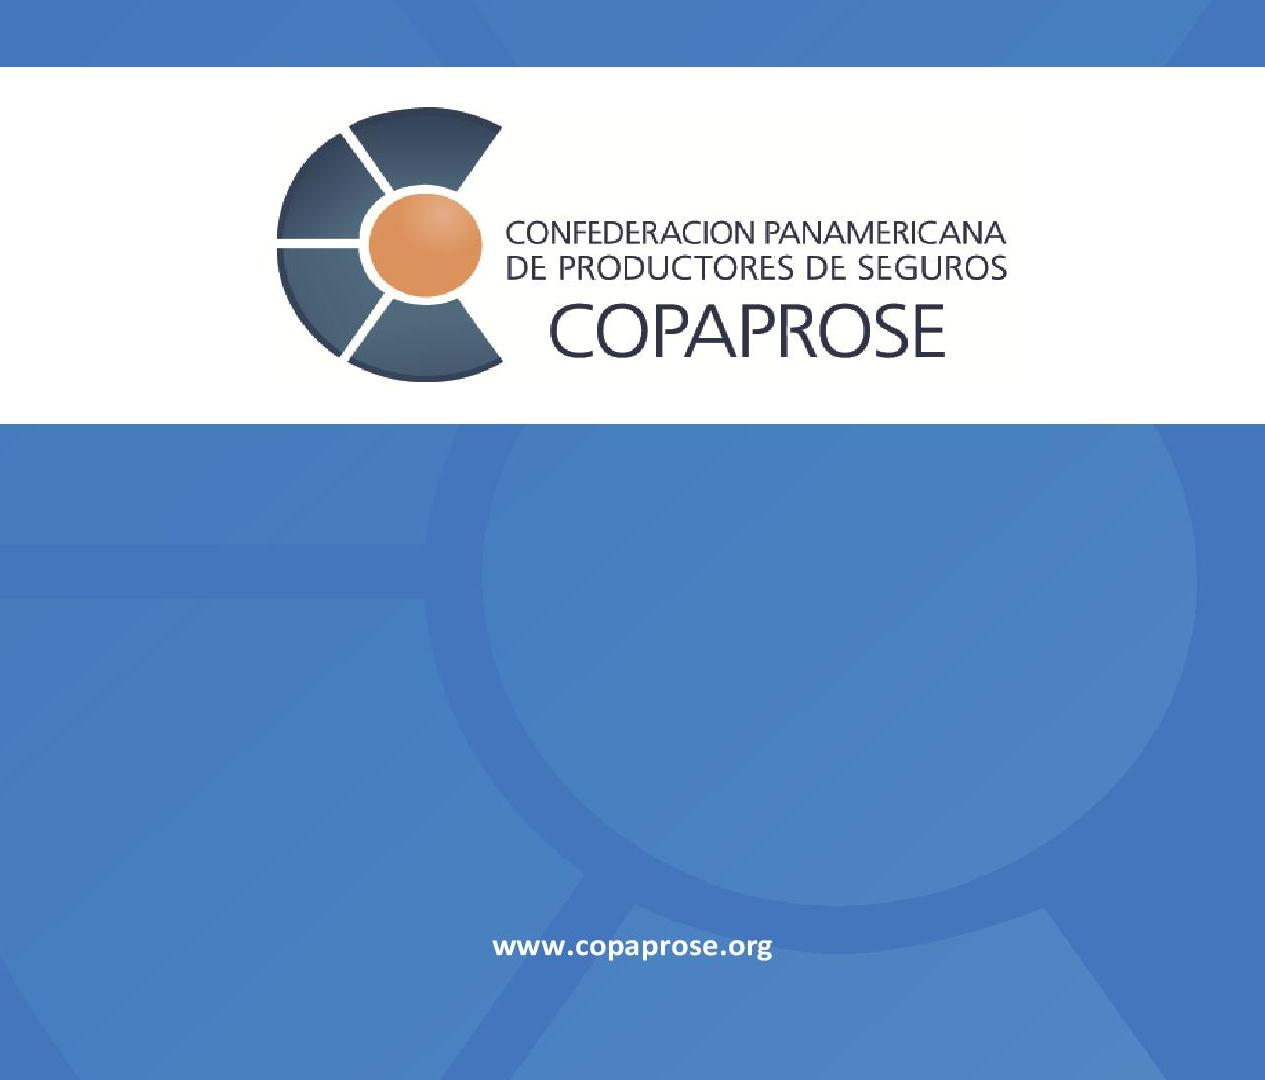 CONFEDERACION PANAMERICANA
DE PRODUCTORES DE SEGUROS
COPAPROSE
www.copaprose.org